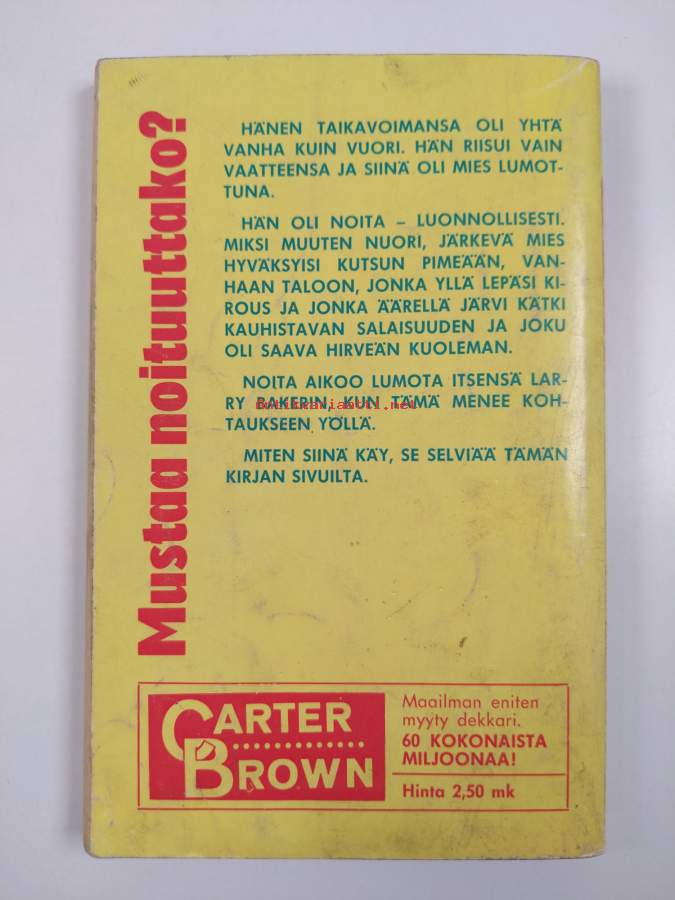 Mustaa noituuttako?
HÄNEN TAIKAVOIMANSA OLI YHTÄ
VANHA KUIN VUORI. HÄN RIISUI VAIN
VAATTEENSA JA SIINÄ OLI MIES LUMOT-
TUNA.
HÄN OLI NOITA – LUONNOLLISESTI.
MIKSI MUUTEN NUORI, JÄRKEVÄ MIES
HYVÄKSYISI KUTSUN PIMEÄÄN, VAN-
HAAN TALOON, JONKA YLLÄ LEPÄSI KI-
ROUS JA JONKA ÄÄRELLÄ JÄRVI KÄTKI
KAUHISTAVAN SALAISUUDEN JA JOKU
OLI SAAVA HIRVEÄN KUOLEMAN.
NOITA AIKOO LUMOTA ITSENSÄ LAR-
RY BAKERIN, KUN TÄMÄ MENEE KOH-
TAUKSEEN YÖLLÄ.
MITEN SIINÄ KÄY, SE SELVIÄÄ TÄMÄN
KIRJAN SIVUILTA.
CARTER
BROWN
Maailman eniten
myyty dekkari.
60 KOKONAISTA
MILJOONAA!
Hinta 2,50 mk